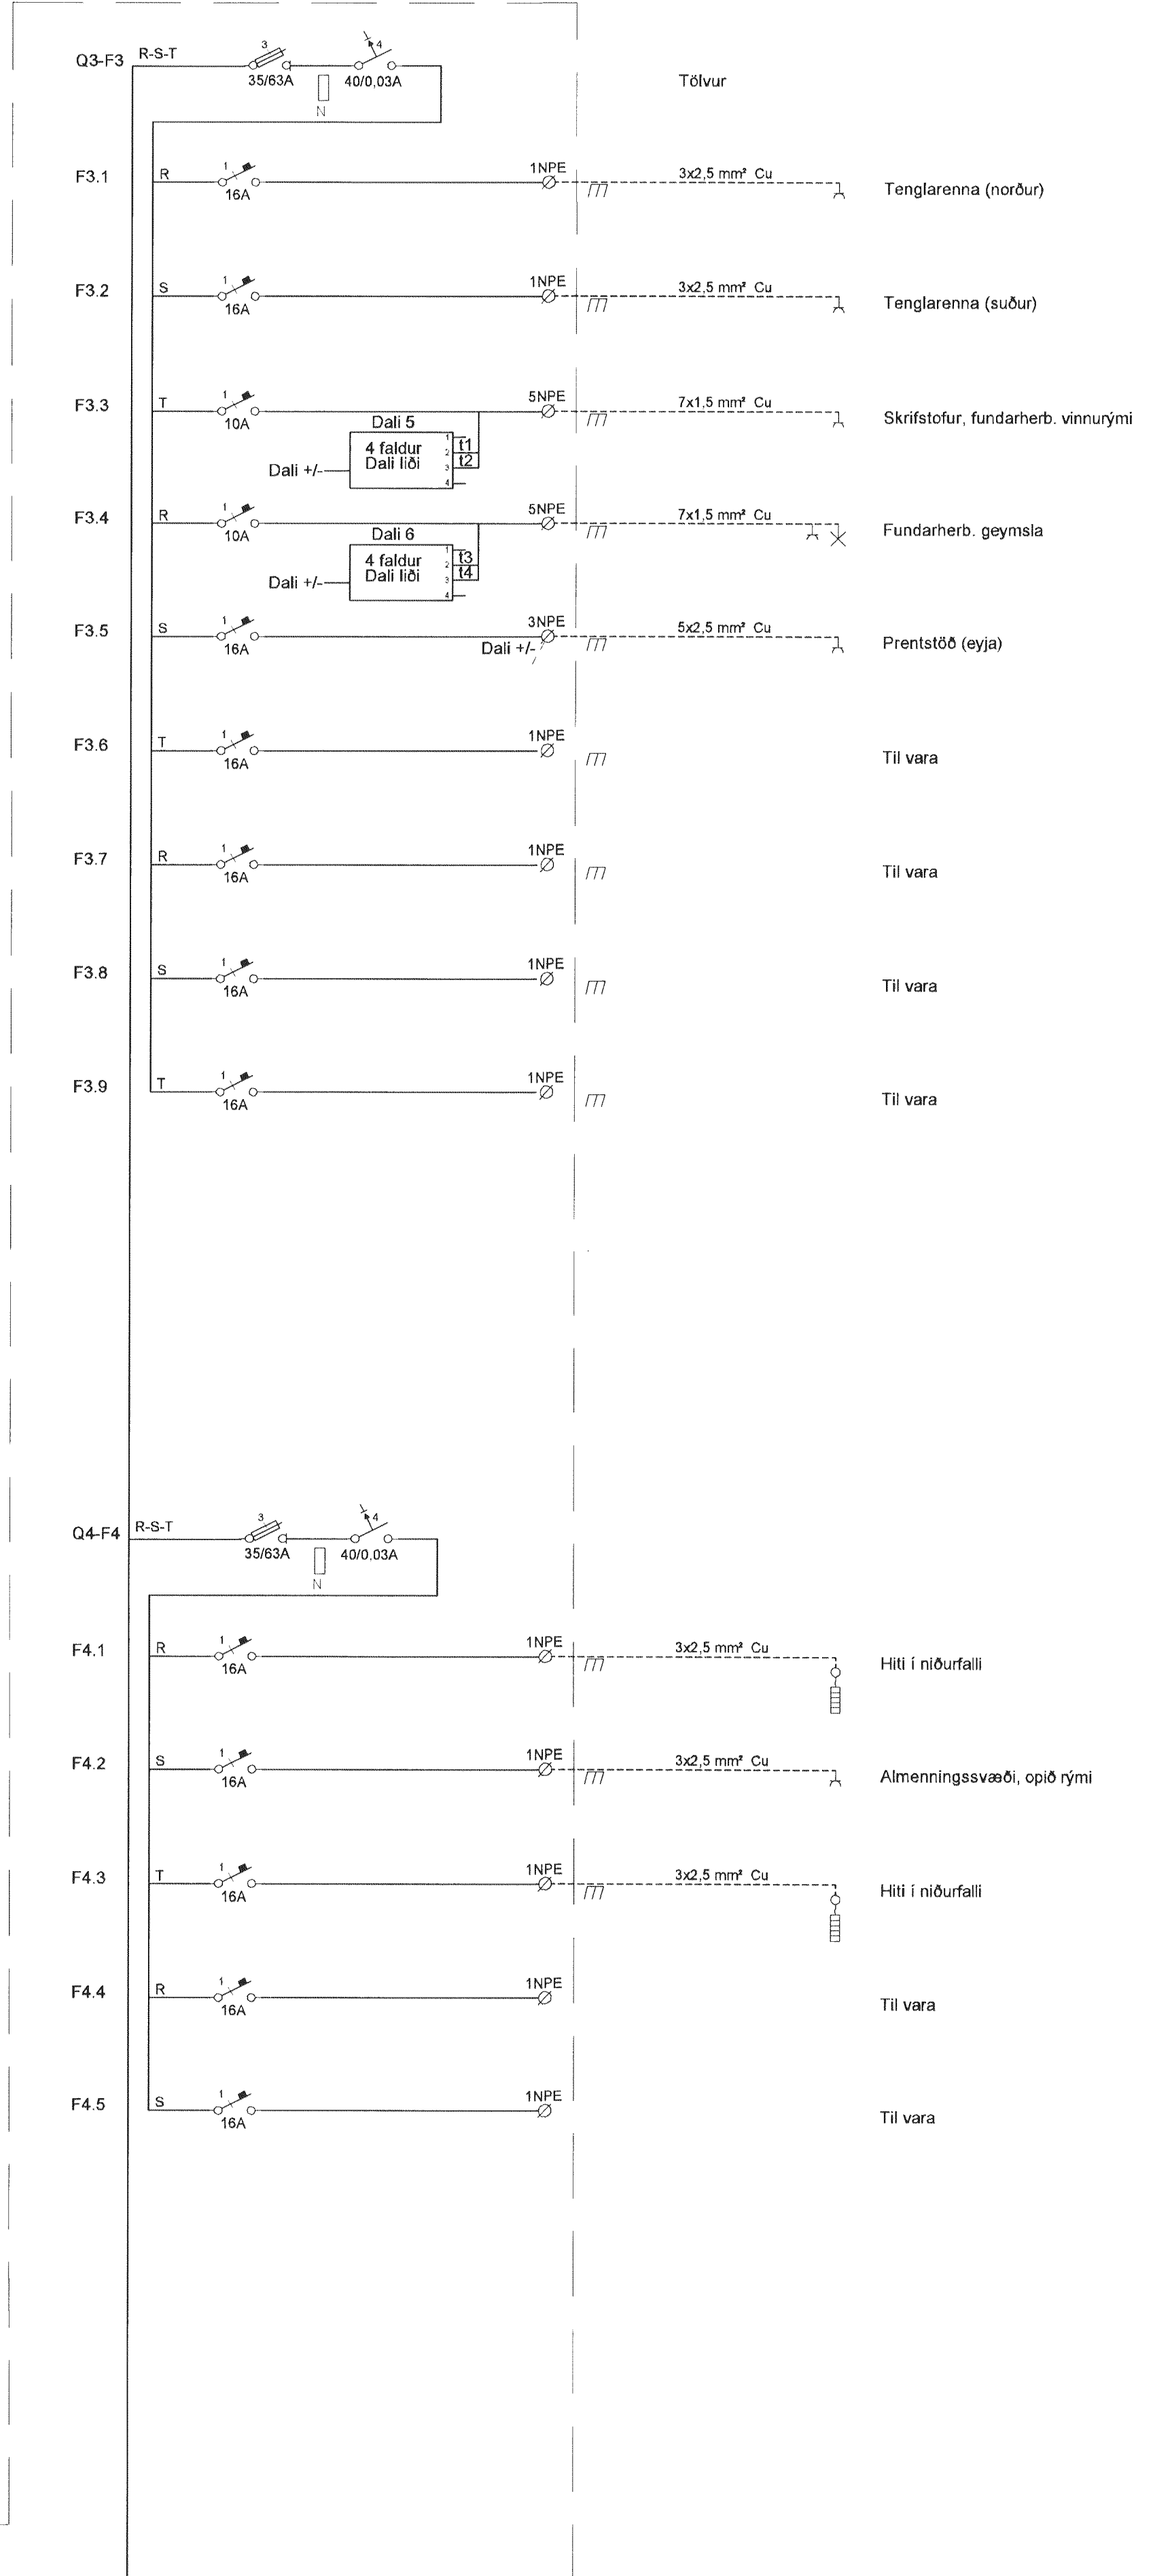 Q3-F3 R-S-T 3 4
35/63A 40/0,03A Tölvur
N
F3.1 R 1 1NPE 3x2,5 mm² Cu
16A Tenglarenna (norður)
F3.2 S 1 1NPE 3x2,5 mm² Cu
16A Tenglarenna (suður)
F3.3 T 1 5NPE 7x1,5 mm² Cu
10A Skrifstofur, fundarherb. vinnurými
Dali 5
4 faldur 1 t1
Dali liði 2 t2
Dali +/- 3
4
F3.4 R 1 5NPE 7x1,5 mm² Cu
10A Fundarherb. geymsla
Dali 6
4 faldur 1 t3
Dali liði 2 t4
Dali +/- 3
4
F3.5 S 1 3NPE 5x2,5 mm² Cu
16A Dali +/- Prentstöð (eyja)
F3.6 T 1 1NPE
16A Til vara
F3.7 R 1 1NPE
16A Til vara
F3.8 S 1 1NPE
16A Til vara
F3.9 T 1 1NPE
16A Til vara
Q4-F4 R-S-T 3 4
35/63A 40/0,03A
N
F4.1 R 1 1NPE 3x2,5 mm² Cu
16A Hiti í niðurfalli
F4.2 S 1 1NPE 3x2,5 mm² Cu
16A Almenningssvæði, opið rými
F4.3 T 1 1NPE 3x2,5 mm² Cu
16A Hiti í niðurfalli
F4.4 R 1 1NPE
16A Til vara
F4.5 S 1 1NPE
16A Til vara